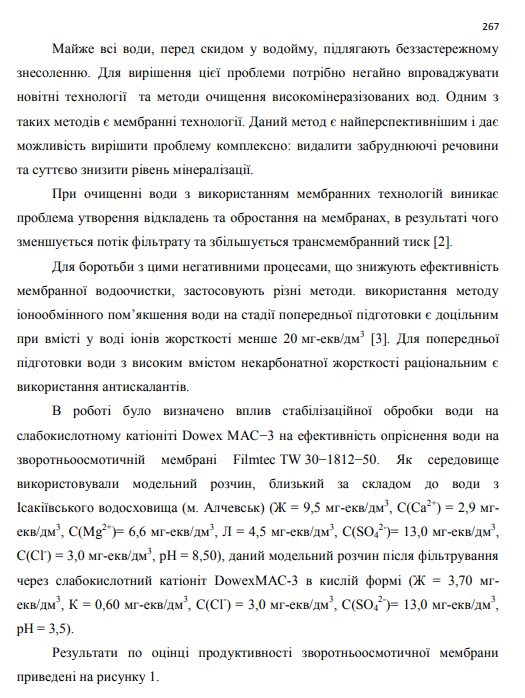 267
Майже всі води, перед скидом у водойму, підлягають беззастережному
знесоленню. Для вирішення цієї проблеми потрібно негайно впроваджувати
новітні технології та методи очищення високомінеразізованих вод. Одним з
таких методів є мембранні технології. Даний метод є найперспективнішим і дає
можливість вирішити проблему комплексно: видалити забруднюючі речовини
та суттєво знизити рівень мінералізації.
При очищенні води з використанням мембранних технологій виникає
проблема утворення відкладень та обростання на мембранах, в результаті чого
зменшується потік фільтрату та збільшується трансмембранний тиск [2].
Для боротьби з цими негативними процесами, що знижують ефективність
мембранної водоочистки, застосовують різні методи. використання методу
іонообмінного пом’якшення води на стадії попередньої підготовки є доцільним
при вмісті у воді іонів жорсткості менше 20 мг-екв/дм³ [3]. Для попередньої
підготовки води з високим вмістом некарбонатної жорсткості раціональним є
використання антискалантів.
В роботі було визначено вплив стабілізаційної обробки води на
слабокислотному катіоніті Dowex MAC−3 на ефективність опріснення води на
зворотньоосмотичній мембрані Filmtec TW 30−1812−50. Як середовище
використовували модельний розчин, близький за складом до води з
Ісакіївського водосховища (м. Алчевськ) (Ж = 9,5 мг-екв/дм³, С(Ca²⁺) = 2,9 мг-
екв/дм³, С(Mg²⁺)= 6,6 мг-екв/дм³, Л = 4,5 мг-екв/дм³, С(SO₄²⁻)= 13,0 мг-екв/дм³,
С(Cl⁻) = 3,0 мг-екв/дм³, рН = 8,50), даний модельний розчин після фільтрування
через слабокислотний катіоніт DowexMAC-3 в кислій формі (Ж = 3,70 мг-
екв/дм³, К = 0,60 мг-екв/дм³, С(Cl⁻) = 3,0 мг-екв/дм³, С(SO₄²⁻)= 13,0 мг-екв/дм³,
рН = 3,5).
Результати по оцінці продуктивності зворотньоосмотичної мембрани
приведені на рисунку 1.